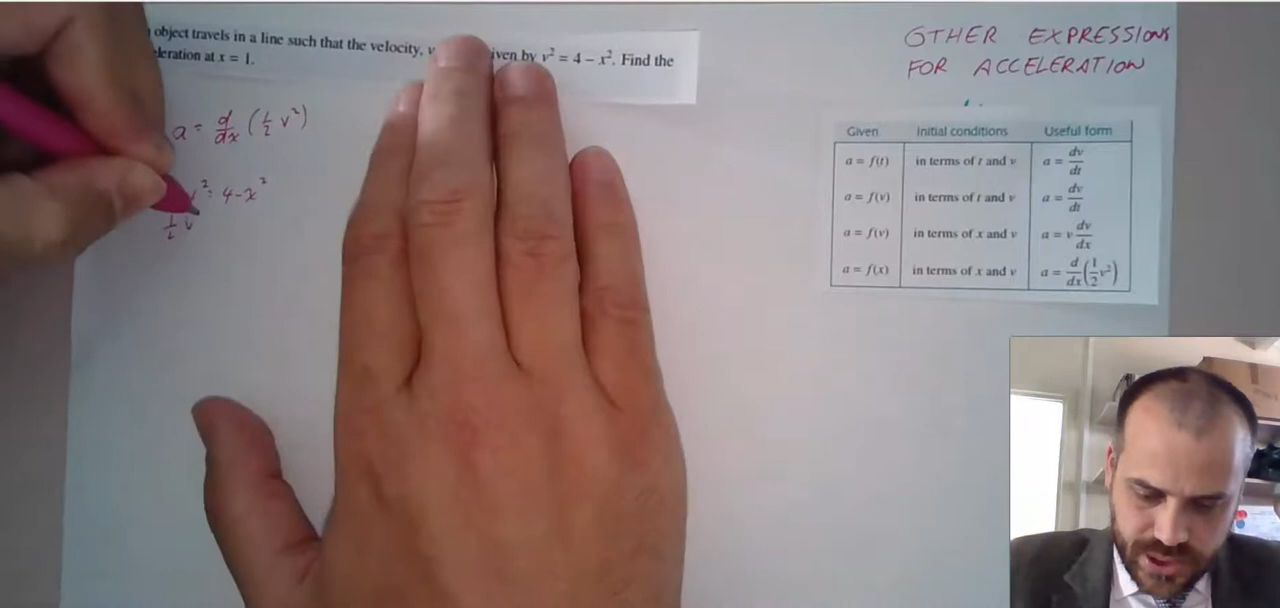 object travels in a line such that the velocity, v given by v² = 4 – x². Find the
leration at x = 1.
a = d/dx (½ v²)
v² = 4 - x²
½ v
OTHER EXPRESSIONS
FOR ACCELERATION
Given Initial conditions Useful form
a = f(t) in terms of t and v a = dv/dt
a = f(v) in terms of t and v a = dv/dt
a = f(v) in terms of x and v a = v dv/dx
a = f(x) in terms of x and v a = d/dx (½ v²)